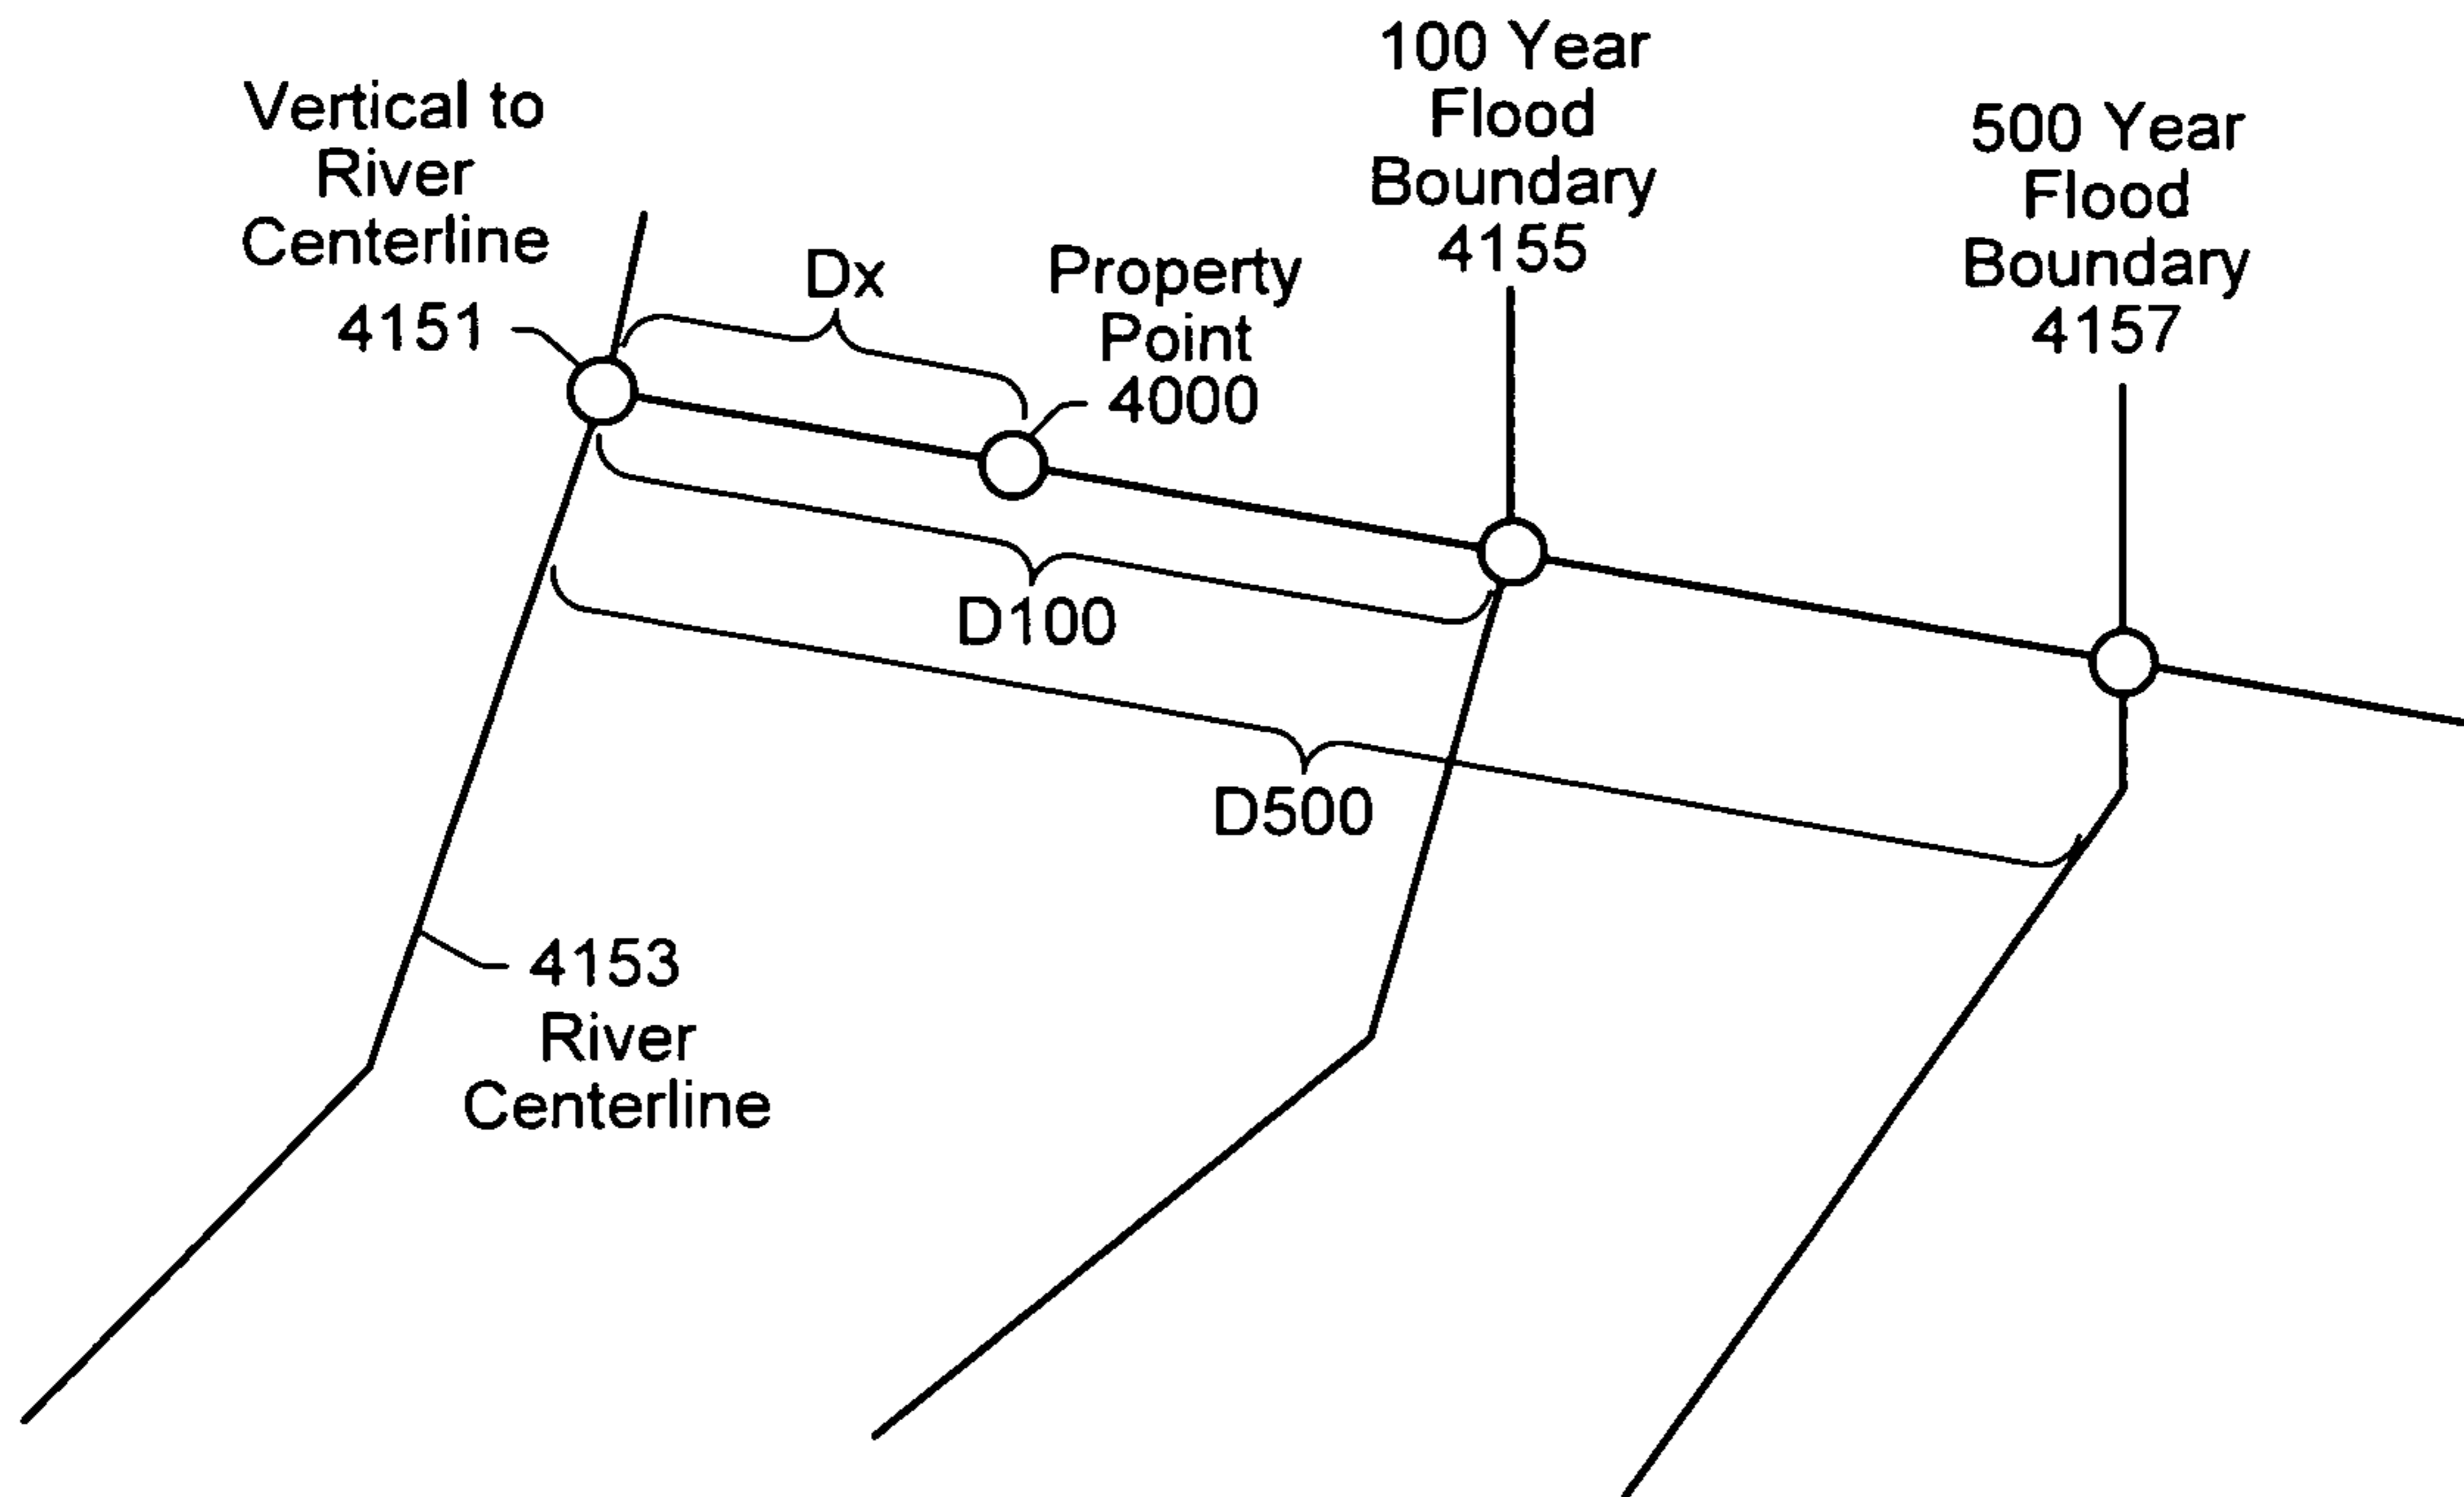 Vertical to
River
Centerline
4151
Dx
Property
Point
4000
100 Year
Flood
Boundary
4155
500 Year
Flood
Boundary
4157
D100
D500
4153
River
Centerline